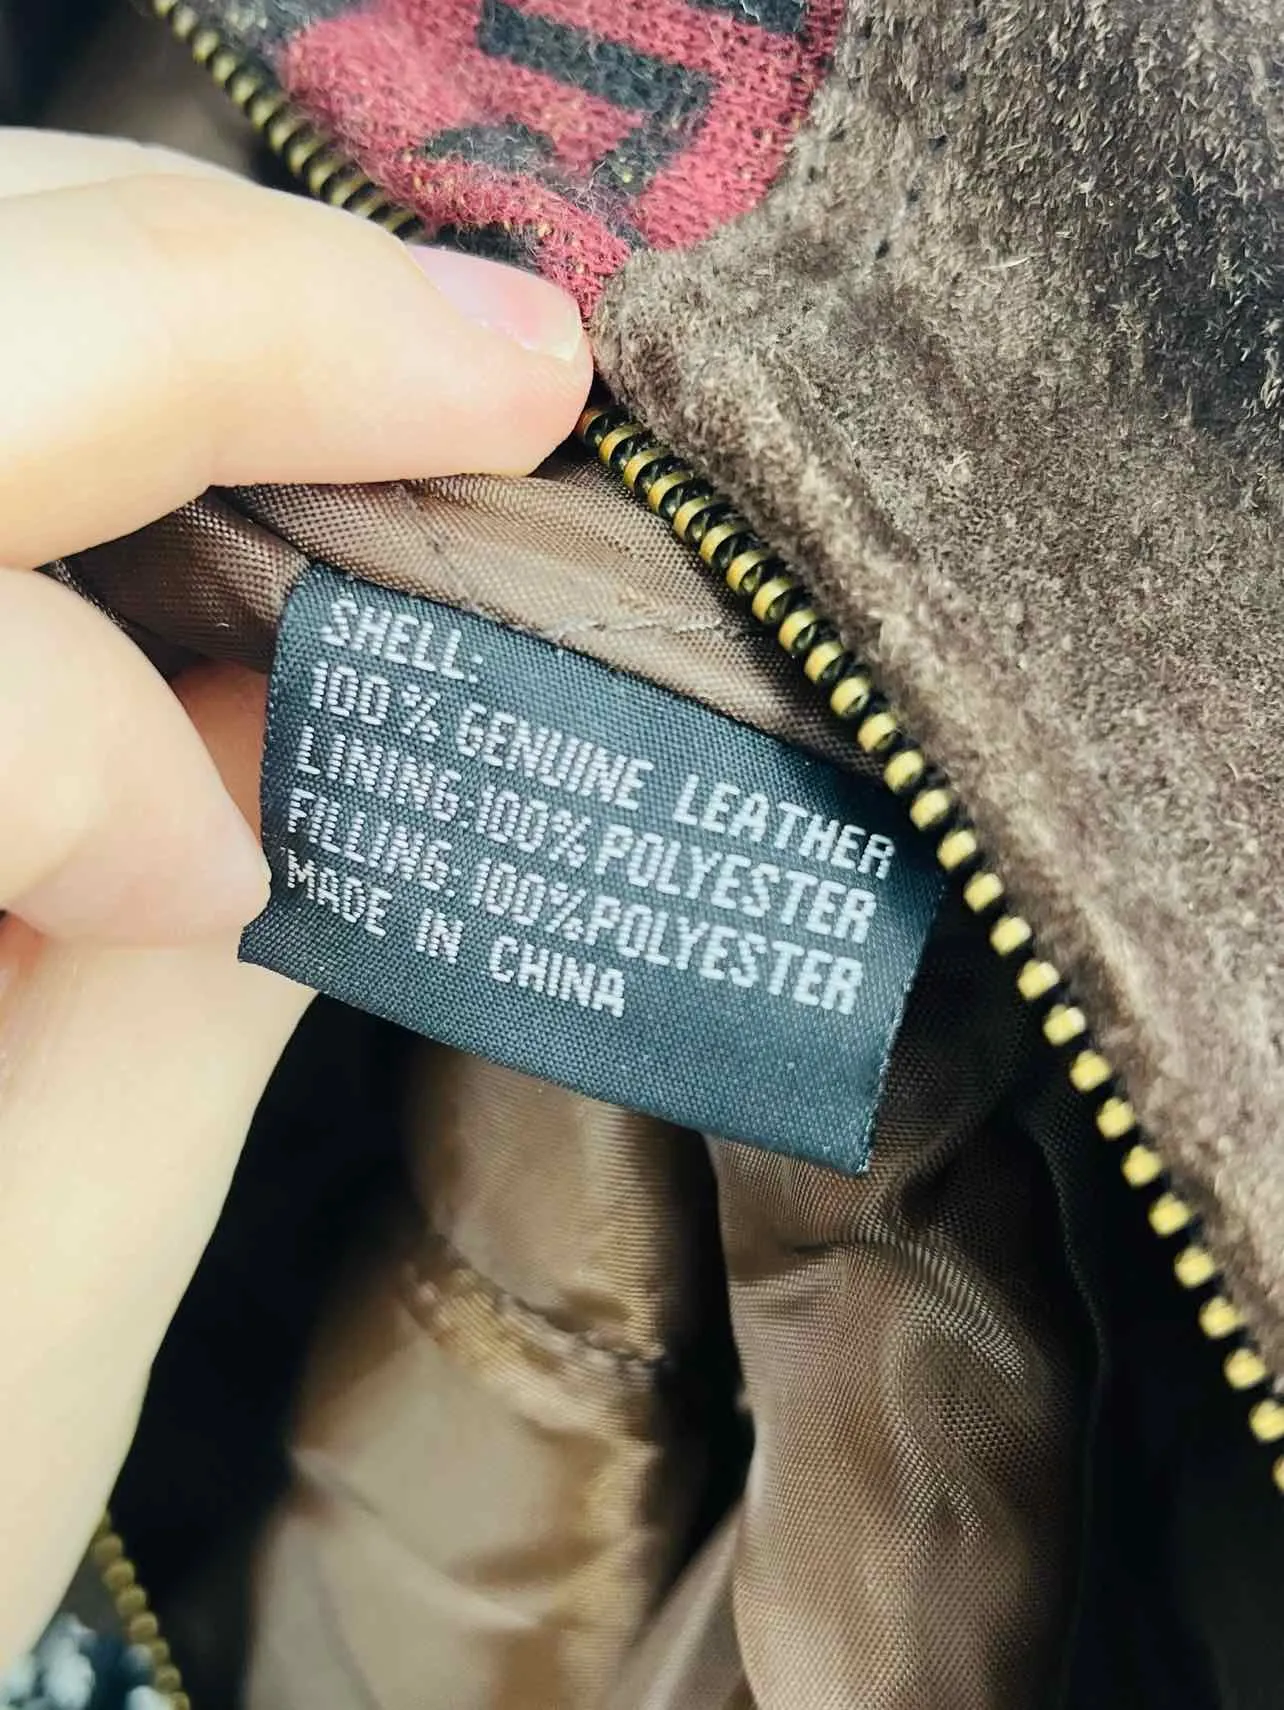 SHELL:
100% GENUINE LEATHER
LINING:100% POLYESTER
FILLING:100%POLYESTER
MADE IN CHINA